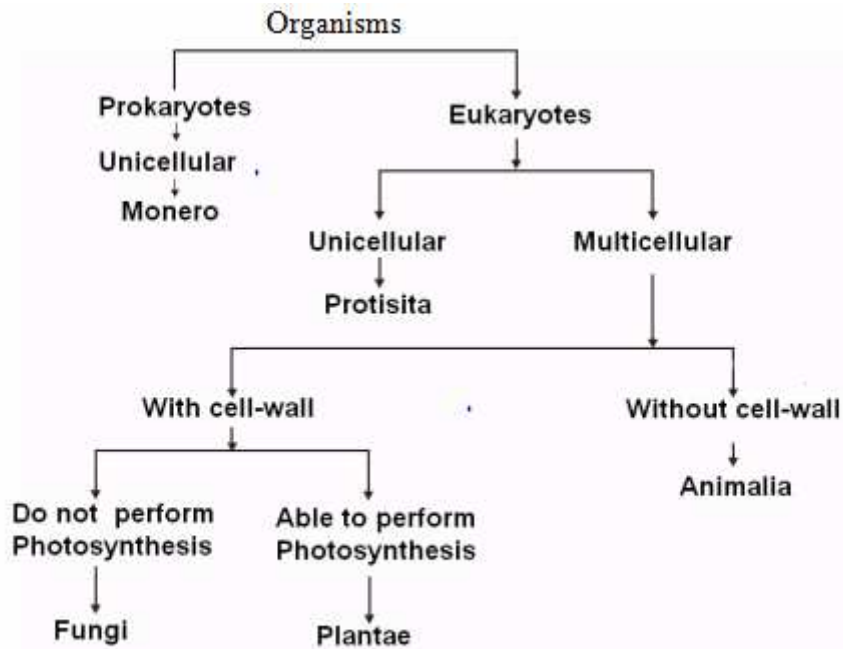 Organisms
Prokaryotes
Eukaryotes
Unicellular
Monero
Unicellular
Multicellular
Protisita
With cell-wall
Without cell-wall
Animalia
Do not perform
Photosynthesis
Able to perform
Photosynthesis
Fungi
Plantae